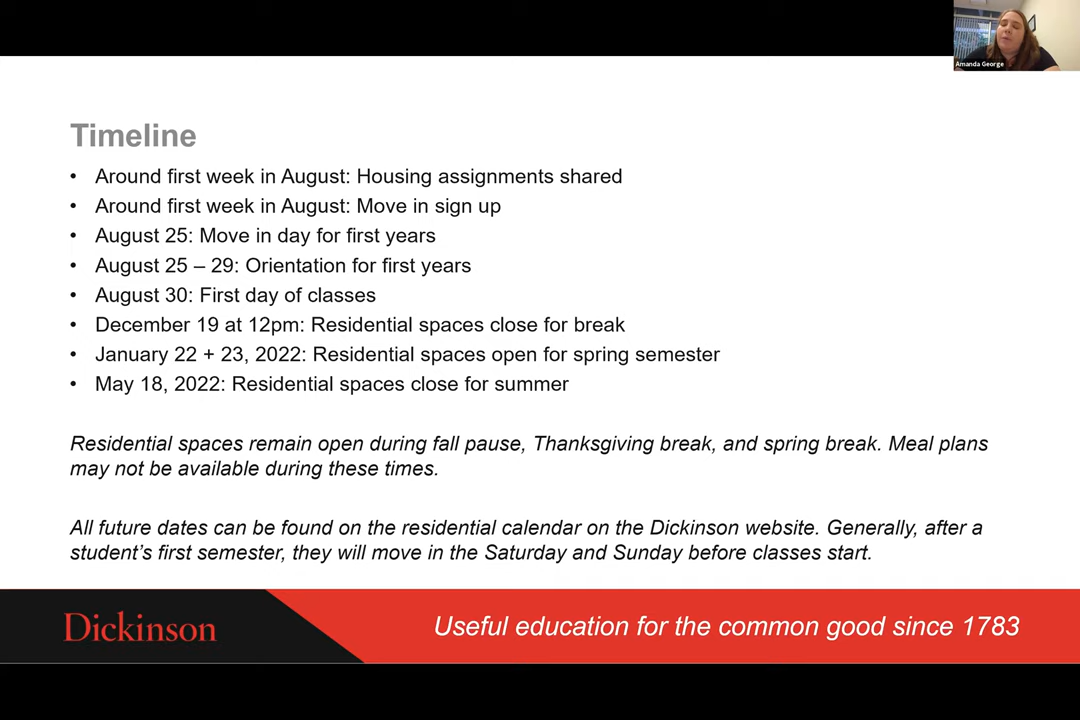 Amanda George
Timeline
• Around first week in August: Housing assignments shared
• Around first week in August: Move in sign up
• August 25: Move in day for first years
• August 25 – 29: Orientation for first years
• August 30: First day of classes
• December 19 at 12pm: Residential spaces close for break
• January 22 + 23, 2022: Residential spaces open for spring semester
• May 18, 2022: Residential spaces close for summer
Residential spaces remain open during fall pause, Thanksgiving break, and spring break. Meal plans
may not be available during these times.
All future dates can be found on the residential calendar on the Dickinson website. Generally, after a
student’s first semester, they will move in the Saturday and Sunday before classes start.
Dickinson
Useful education for the common good since 1783